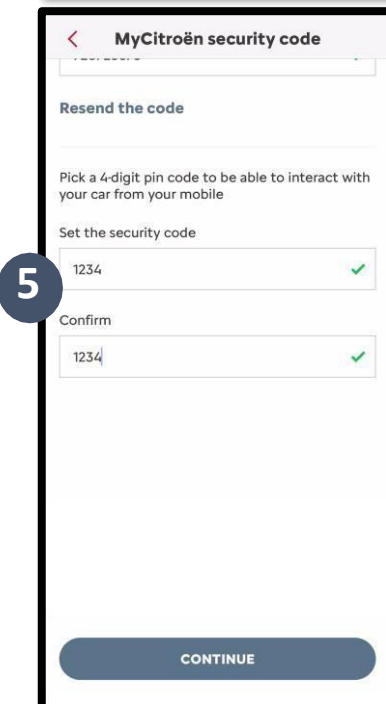 MyCitroën security code
Resend the code
Pick a 4-digit pin code to be able to interact with
your car from your mobile
Set the security code
5
1234
Confirm
1234
CONTINUE